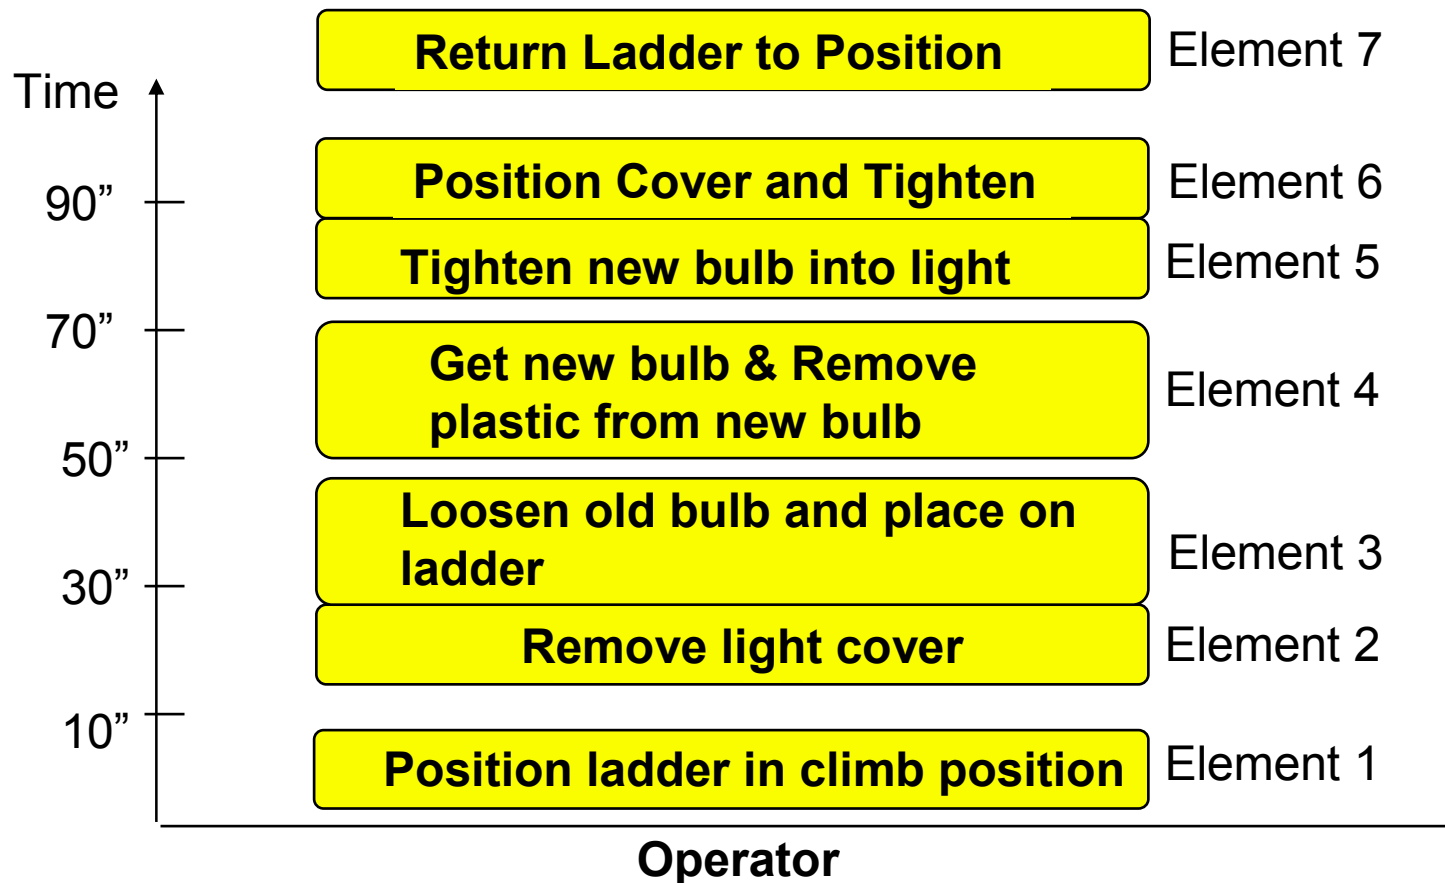 Return Ladder to Position
Element 7
Time
Position Cover and Tighten
Element 6
90”
Tighten new bulb into light
Element 5
70”
Get new bulb & Remove
plastic from new bulb
Element 4
50”
Loosen old bulb and place on
ladder
Element 3
30”
Remove light cover
Element 2
10”
Position ladder in climb position
Element 1
Operator